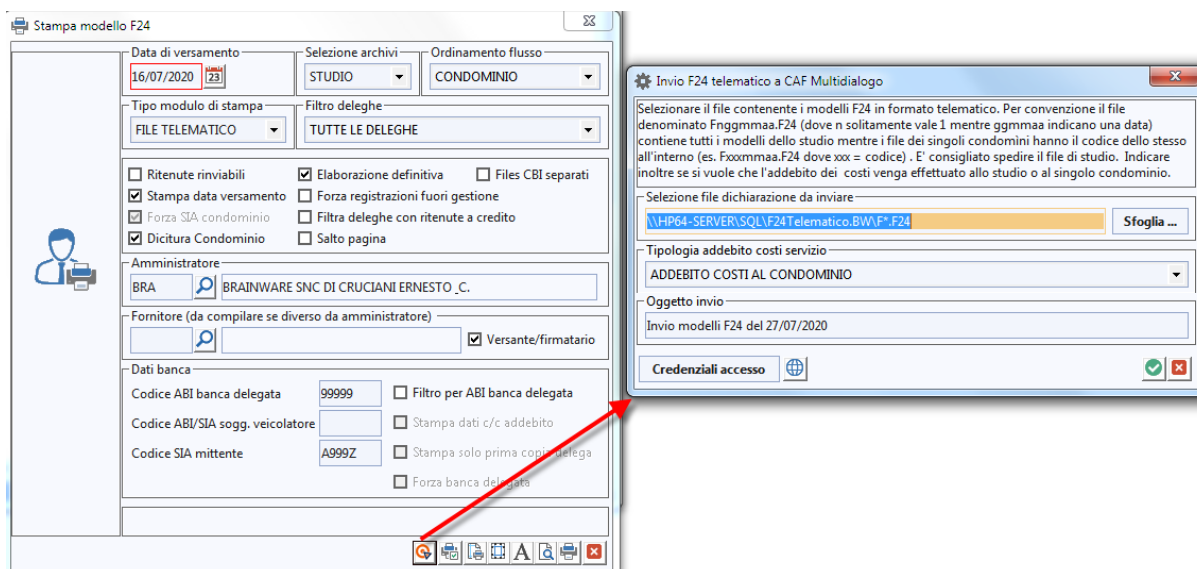 Stampa modello F24
Data di versamento
Selezione archivi
Ordinamento flusso
16/07/2020
23
STUDIO
CONDOMINIO
Tipo modulo di stampa
Filtro deleghe
FILE TELEMATICO
TUTTE LE DELEGHE
Ritenute rinviabili
Elaborazione definitiva
Files CBI separati
Stampa data versamento
Forza registrazioni fuori gestione
Forza SIA condominio
Filtra deleghe con ritenute a credito
Dicitura Condominio
Salto pagina
Amministratore
BRA
BRAINWARE SNC DI CRUCIANI ERNESTO _C.
Fornitore (da compilare se diverso da amministratore)
Versante/firmatario
Dati banca
Codice ABI banca delegata
99999
Filtro per ABI banca delegata
Codice ABI/SIA sogg. veicolatore
Stampa dati c/c addebito
Codice SIA mittente
A999Z
Stampa solo prima copia delega
Forza banca delegata
A
Invio F24 telematico a CAF Multidialogo
Selezionare il file contenente i modelli F24 in formato telematico. Per convenzione il file
denominato Fnggmmaa.F24 (dove n solitamente vale 1 mentre ggmmaa indicano una data)
contiene tutti i modelli dello studio mentre i file dei singoli condomini hanno il codice dello stesso
all'interno (es. Fxxxmmaa.F24 dove xxx = codice) . E' consigliato spedire il file di studio. Indicare
inoltre se si vuole che l'addebito dei costi venga effettuato allo studio o al singolo condominio.
Selezione file dichiarazione da inviare
\\HP64-SERVER\SQL\F24Telematico.BW\F*.F24
Sfoglia ...
Tipologia addebito costi servizio
ADDEBITO COSTI AL CONDOMINIO
Oggetto invio
Invio modelli F24 del 27/07/2020
Credenziali accesso